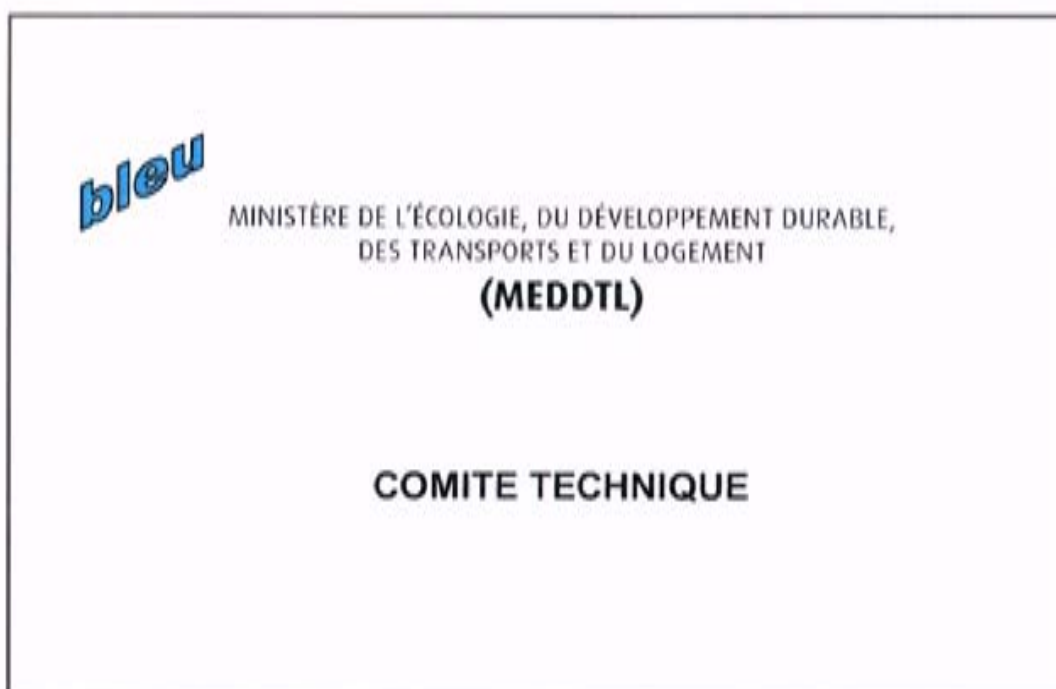 bleu
MINISTÈRE DE L'ÉCOLOGIE, DU DÉVELOPPEMENT DURABLE,
DES TRANSPORTS ET DU LOGEMENT
(MEDDTL)
COMITE TECHNIQUE